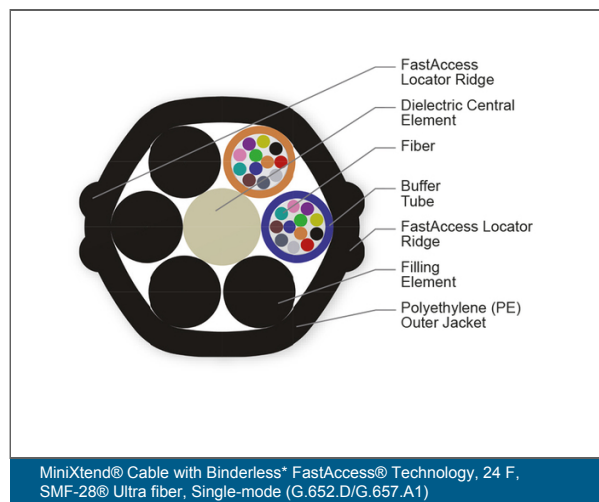 FastAccess
Locator Ridge
Dielectric Central
Element
Fiber
Buffer
Tube
FastAccess Locator
Ridge
Filling
Element
Polyethylene (PE)
Outer Jacket
MiniXtend® Cable with Binderless* FastAccess® Technology, 24 F,
SMF-28® Ultra fiber, Single-mode (G.652.D/G.657.A1)